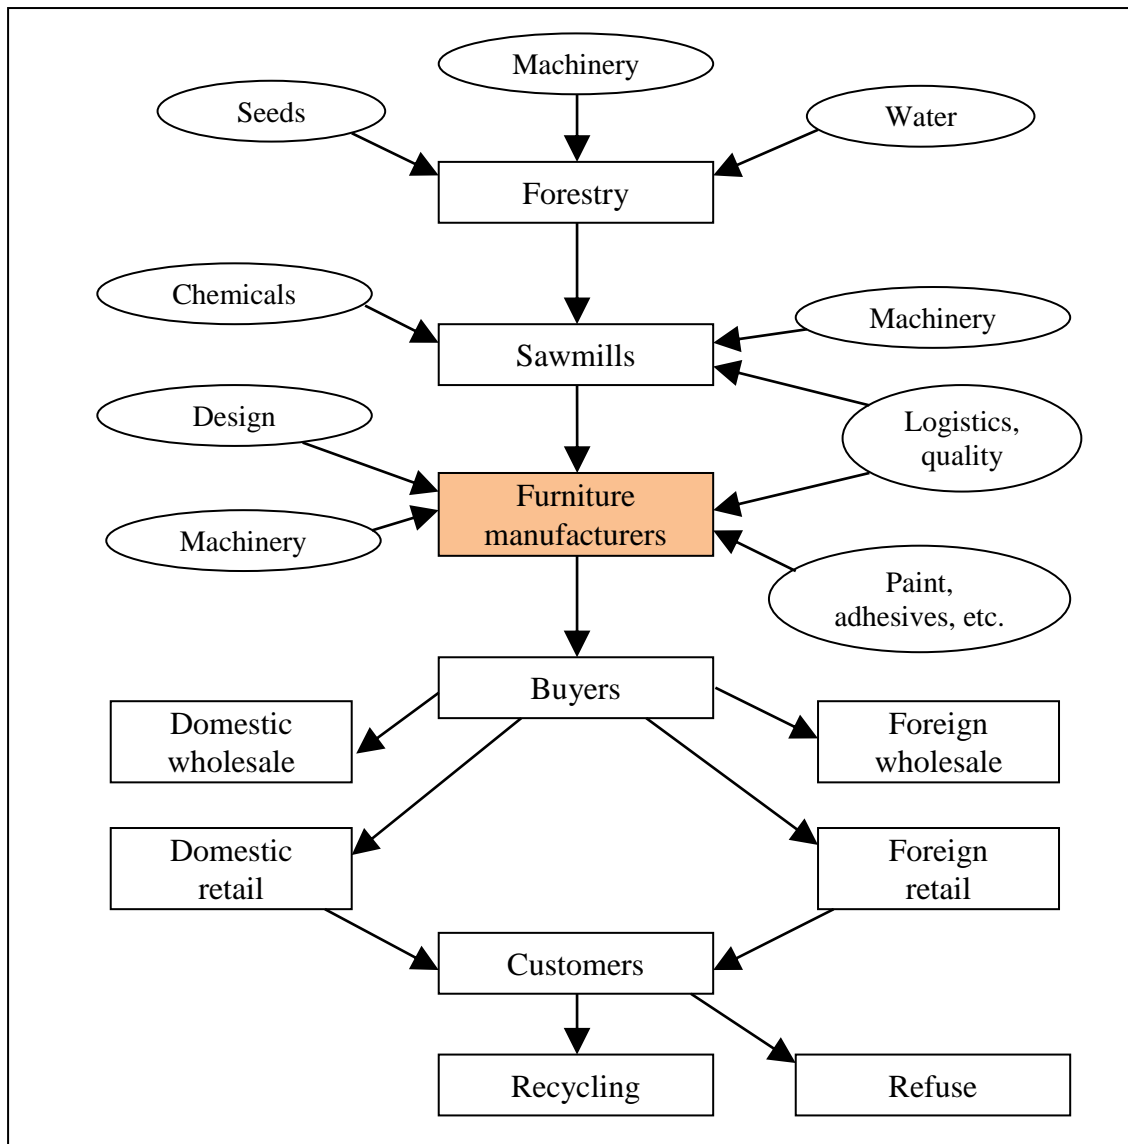 Machinery
Seeds
Water
Forestry
Chemicals
Machinery
Sawmills
Design
Logistics,
quality
Furniture
manufacturers
Machinery
Paint,
adhesives, etc.
Buyers
Domestic
wholesale
Foreign
wholesale
Domestic
retail
Foreign
retail
Customers
Recycling
Refuse